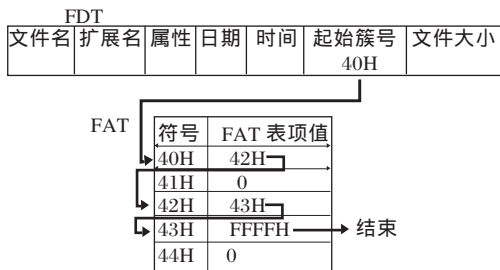 FDT
文件名 扩展名 属性 日期 时间 起始簇号 文件大小
40H
FAT
符号 FAT 表项值
40H 42H
41H 0
42H 43H
43H FFFFH 结束
44H 0